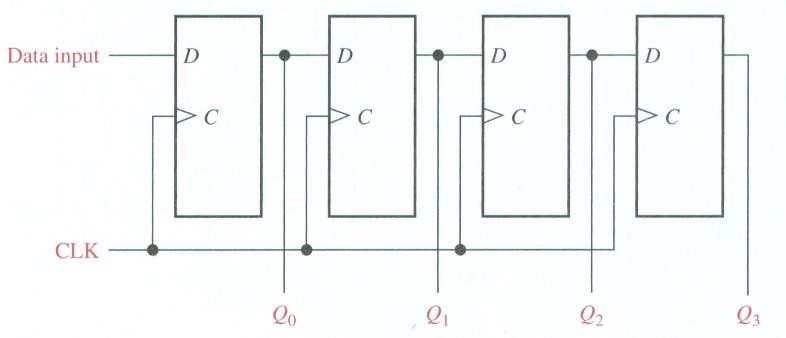 Data input D D D D
C C C C
CLK
Q0 Q1 Q2 Q3